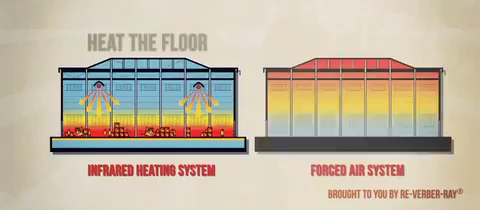 HEAT THE FLOOR
INFRARED HEATING SYSTEM
FORCED AIR SYSTEM
BROUGHT TO YOU BY RE-VERBER-RAY®